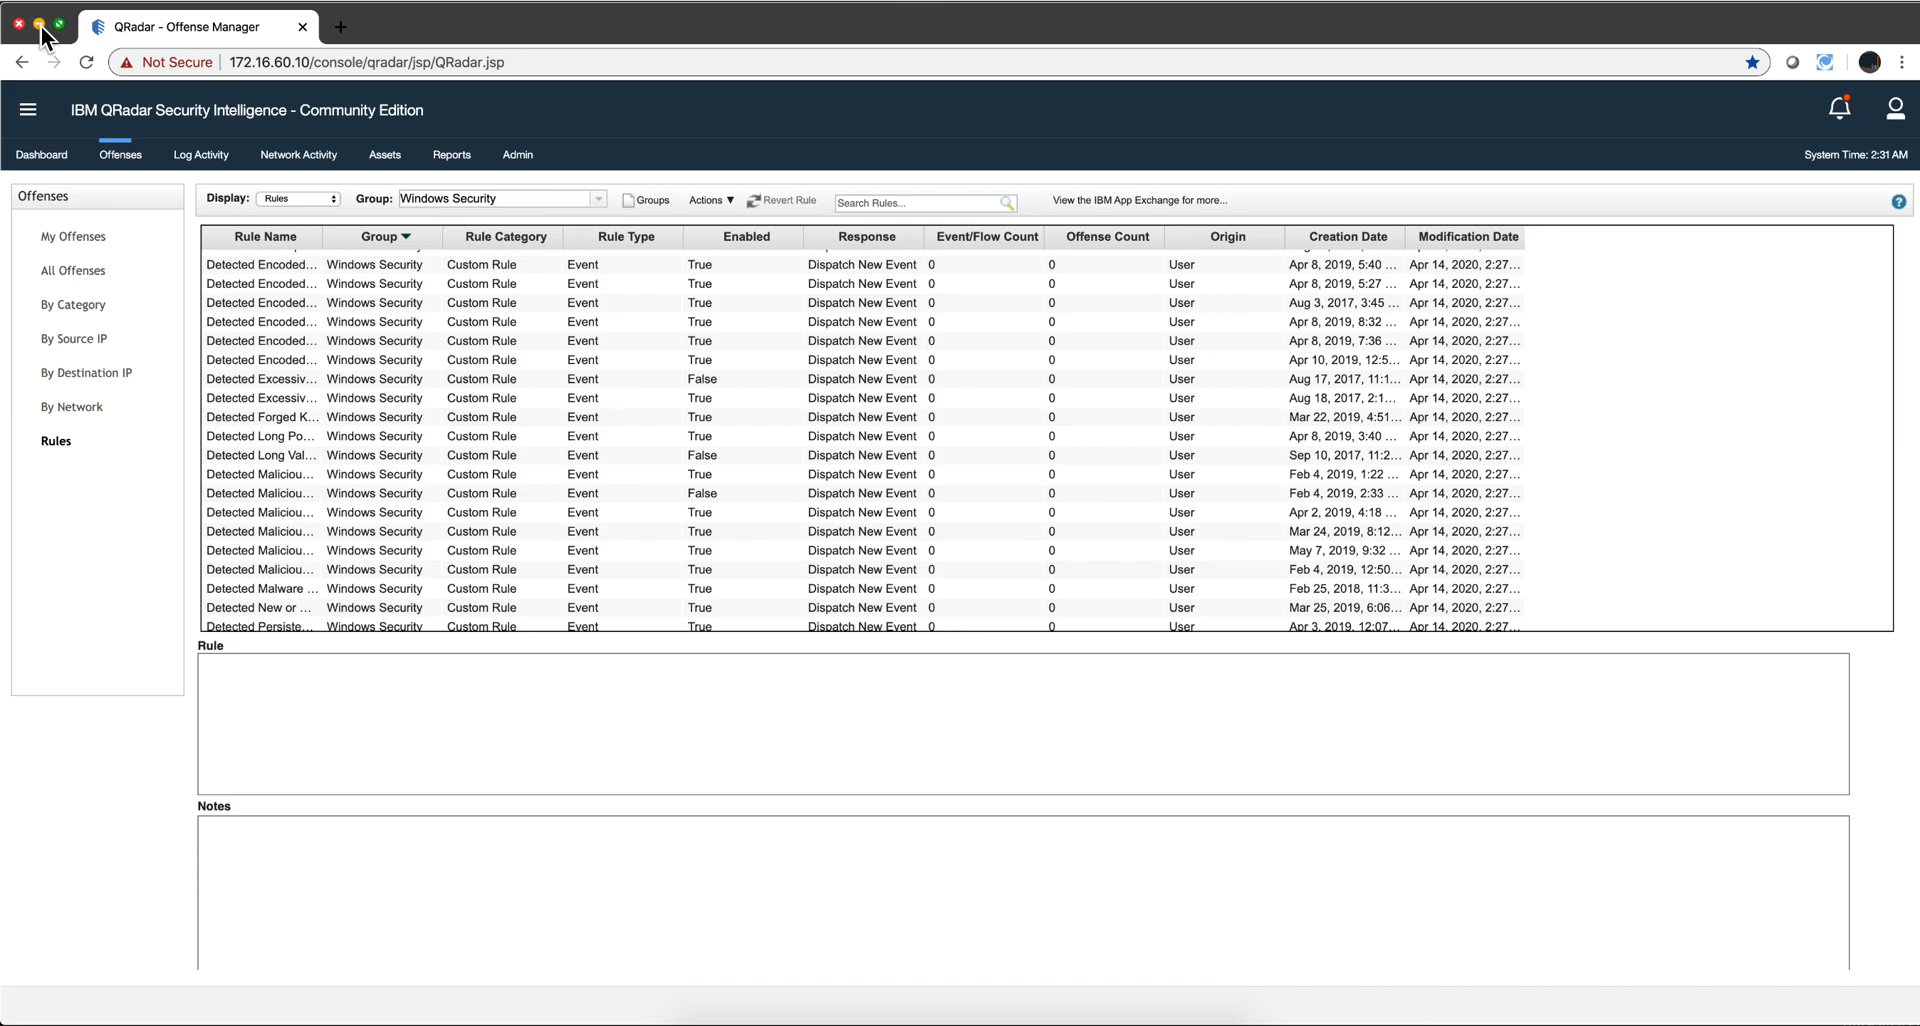 QRadar - Offense Manager
Not Secure 172.16.60.10/console/qradar/jsp/QRadar.jsp
IBM QRadar Security Intelligence - Community Edition
Dashboard Offenses Log Activity Network Activity Assets Reports Admin System Time: 2:31 AM
Offenses
My Offenses
All Offenses
By Category
By Source IP
By Destination IP
By Network
Rules
Display: Rules Group: Windows Security Groups Actions ▼ Revert Rule Search Rules... View the IBM App Exchange for more...
Rule Name Group Rule Category Rule Type Enabled Response Event/Flow Count Offense Count Origin Creation Date Modification Date
Detected Encoded... Windows Security Custom Rule Event True Dispatch New Event 0 0 User Apr 8, 2019, 5:40 ... Apr 14, 2020, 2:27...
Detected Encoded... Windows Security Custom Rule Event True Dispatch New Event 0 0 User Apr 8, 2019, 5:27 ... Apr 14, 2020, 2:27...
Detected Encoded... Windows Security Custom Rule Event True Dispatch New Event 0 0 User Aug 3, 2017, 3:45 ... Apr 14, 2020, 2:27...
Detected Encoded... Windows Security Custom Rule Event True Dispatch New Event 0 0 User Apr 8, 2019, 8:32 ... Apr 14, 2020, 2:27...
Detected Encoded... Windows Security Custom Rule Event True Dispatch New Event 0 0 User Apr 8, 2019, 7:36 ... Apr 14, 2020, 2:27...
Detected Encoded... Windows Security Custom Rule Event True Dispatch New Event 0 0 User Apr 10, 2019, 12:5... Apr 14, 2020, 2:27...
Detected Excessiv... Windows Security Custom Rule Event False Dispatch New Event 0 0 User Aug 17, 2017, 11:1... Apr 14, 2020, 2:27...
Detected Excessiv... Windows Security Custom Rule Event True Dispatch New Event 0 0 User Aug 18, 2017, 2:1... Apr 14, 2020, 2:27...
Detected Forged K... Windows Security Custom Rule Event True Dispatch New Event 0 0 User Mar 22, 2019, 4:51... Apr 14, 2020, 2:27...
Detected Long Po... Windows Security Custom Rule Event True Dispatch New Event 0 0 User Apr 8, 2019, 3:40 ... Apr 14, 2020, 2:27...
Detected Long Val... Windows Security Custom Rule Event False Dispatch New Event 0 0 User Sep 10, 2017, 11:2... Apr 14, 2020, 2:27...
Detected Maliciou... Windows Security Custom Rule Event True Dispatch New Event 0 0 User Feb 4, 2019, 1:22 ... Apr 14, 2020, 2:27...
Detected Maliciou... Windows Security Custom Rule Event False Dispatch New Event 0 0 User Feb 4, 2019, 2:33 ... Apr 14, 2020, 2:27...
Detected Maliciou... Windows Security Custom Rule Event True Dispatch New Event 0 0 User Apr 2, 2019, 4:18 ... Apr 14, 2020, 2:27...
Detected Maliciou... Windows Security Custom Rule Event True Dispatch New Event 0 0 User Mar 24, 2019, 8:12... Apr 14, 2020, 2:27...
Detected Maliciou... Windows Security Custom Rule Event True Dispatch New Event 0 0 User May 7, 2019, 9:32 ... Apr 14, 2020, 2:27...
Detected Maliciou... Windows Security Custom Rule Event True Dispatch New Event 0 0 User Feb 4, 2019, 12:50... Apr 14, 2020, 2:27...
Detected Malware ... Windows Security Custom Rule Event True Dispatch New Event 0 0 User Feb 25, 2018, 11:3... Apr 14, 2020, 2:27...
Detected New or ... Windows Security Custom Rule Event True Dispatch New Event 0 0 User Mar 25, 2019, 6:06... Apr 14, 2020, 2:27...
Detected Persiste... Windows Security Custom Rule Event True Dispatch New Event 0 0 User Apr 3, 2019, 12:07... Apr 14, 2020, 2:27...
Rule
Notes